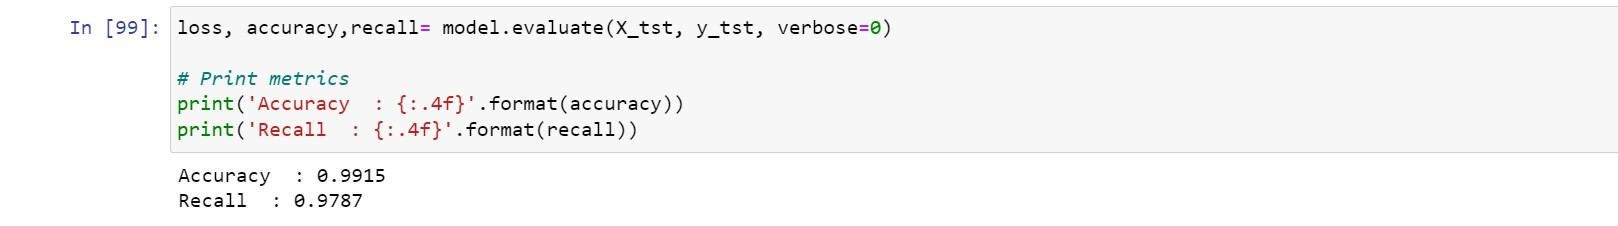 In [99]: loss, accuracy,recall= model.evaluate(X_tst, y_tst, verbose=0)
# Print metrics
print('Accuracy  : {:.4f}'.format(accuracy))
print('Recall  : {:.4f}'.format(recall))
Accuracy  : 0.9915
Recall  : 0.9787